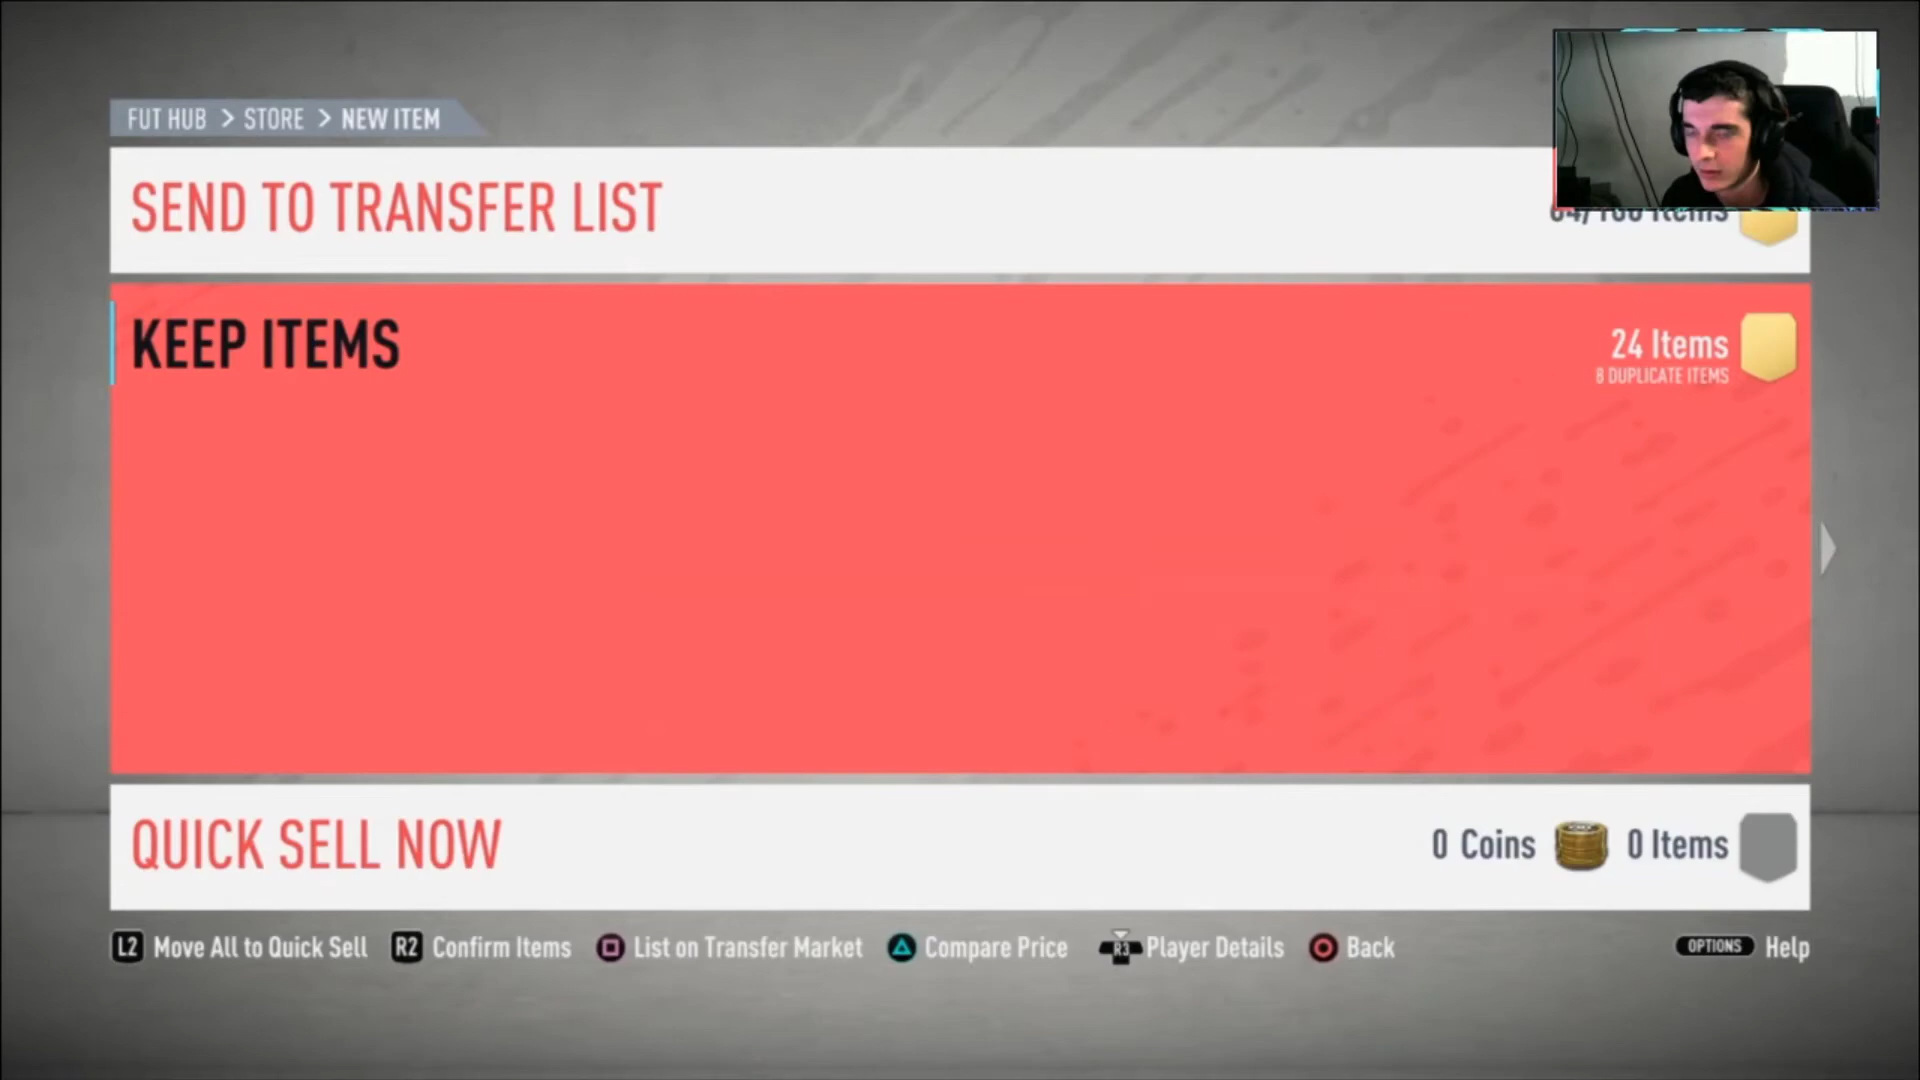 FUT HUB > STORE > NEW ITEM
SEND TO TRANSFER LIST
Items
KEEP ITEMS
24 Items
8 DUPLICATE ITEMS
QUICK SELL NOW
0 Coins 0 Items
L2 Move All to Quick Sell R2 Confirm Items List on Transfer Market Compare Price R3 Player Details Back OPTIONS Help